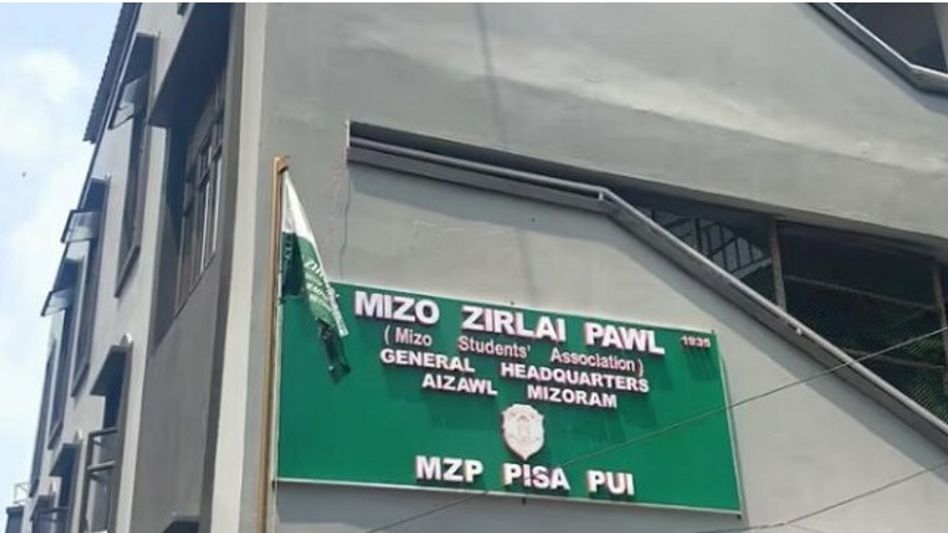 MIZO ZIRLAI PAWL 1935
( Mizo Students' Association )
GENERAL HEADQUARTERS
AIZAWL MIZORAM
MZP PISA PUI